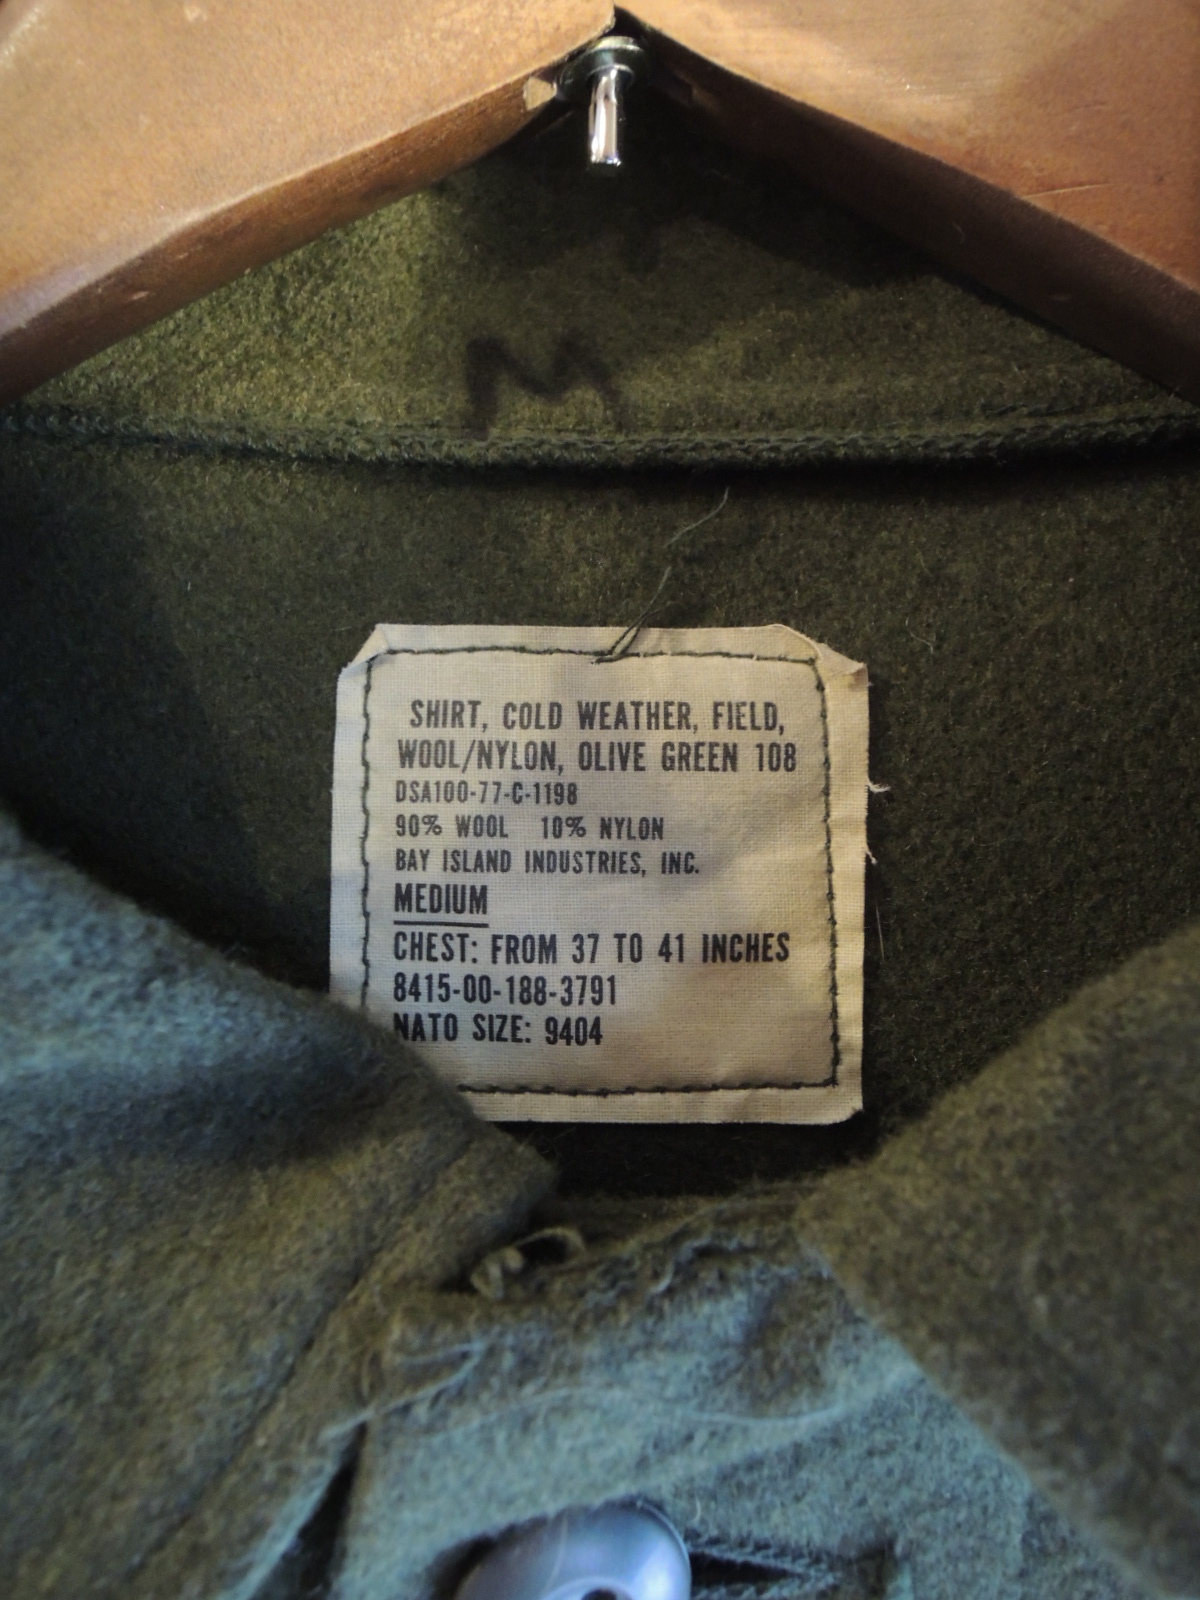 M
SHIRT, COLD WEATHER, FIELD,
WOOL/NYLON, OLIVE GREEN 108
DSA100-77-C-1198
90% WOOL 10% NYLON
BAY ISLAND INDUSTRIES, INC.
MEDIUM
CHEST: FROM 37 TO 41 INCHES
8415-00-188-3791
NATO SIZE: 9404